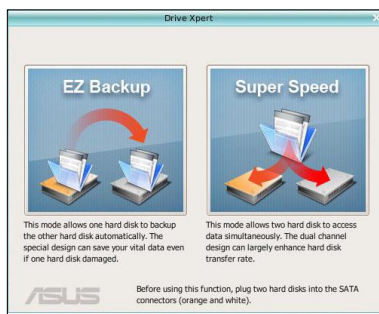 Drive Xpert
EZ Backup
This mode allows one hard disk to backup
the other hard disk automatically. The
special design can save your vital data even
if one hard disk damaged.
Super Speed
This mode allows two hard disk to access
data simultaneously. The dual channel
design can largely enhance hard disk
transfer rate.
ASUS
Before using this function, plug two hard disks into the SATA
connectors (orange and white).